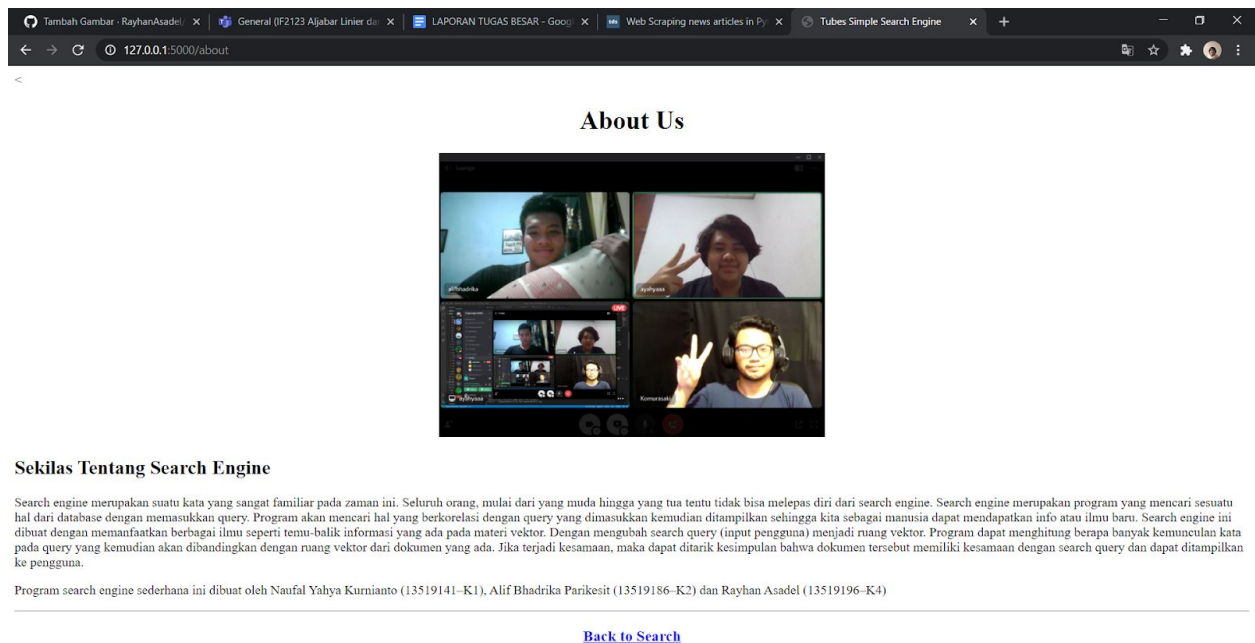 Tambah Gambar · RayhanAsadel/
General (IF2123 Aljabar Linier da
LAPORAN TUGAS BESAR - Googl
Web Scraping news articles in Py
Tubes Simple Search Engine
127.0.0.1:5000/about
<
About Us
alifbhadrika
ayahyaaa
LIVE
ayahyaaa
Komurasaki
Sekilas Tentang Search Engine
Search engine merupakan suatu kata yang sangat familiar pada zaman ini. Seluruh orang, mulai dari yang muda hingga yang tua tentu tidak bisa melepas diri dari search engine. Search engine merupakan program yang mencari sesuatu
hal dari database dengan memasukkan query. Program akan mencari hal yang berkorelasi dengan query yang dimasukkan kemudian ditampilkan sehingga kita sebagai manusia dapat mendapatkan info atau ilmu baru. Search engine ini
dibuat dengan memanfaatkan berbagai ilmu seperti temu-balik informasi yang ada pada materi vektor. Dengan mengubah search query (input pengguna) menjadi ruang vektor. Program dapat menghitung berapa banyak kemunculan kata
pada query yang kemudian akan dibandingkan dengan ruang vektor dari dokumen yang ada. Jika terjadi kesamaan, maka dapat ditarik kesimpulan bahwa dokumen tersebut memiliki kesamaan dengan search query dan dapat ditampilkan
ke pengguna.
Program search engine sederhana ini dibuat oleh Naufal Yahya Kurnianto (13519141–K1), Alif Bhadrika Parikesit (13519186–K2) dan Rayhan Asadel (13519196–K4)
Back to Search